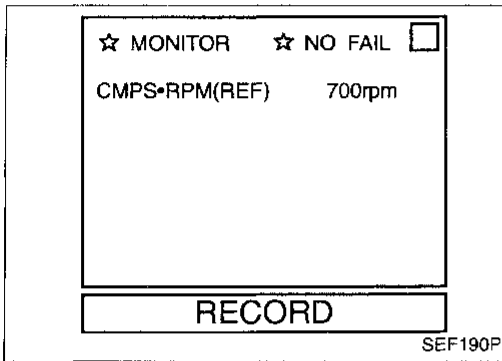 ☆ MONITOR ☆ NO FAIL
CMPS•RPM(REF) 700rpm
RECORD
SEF190P